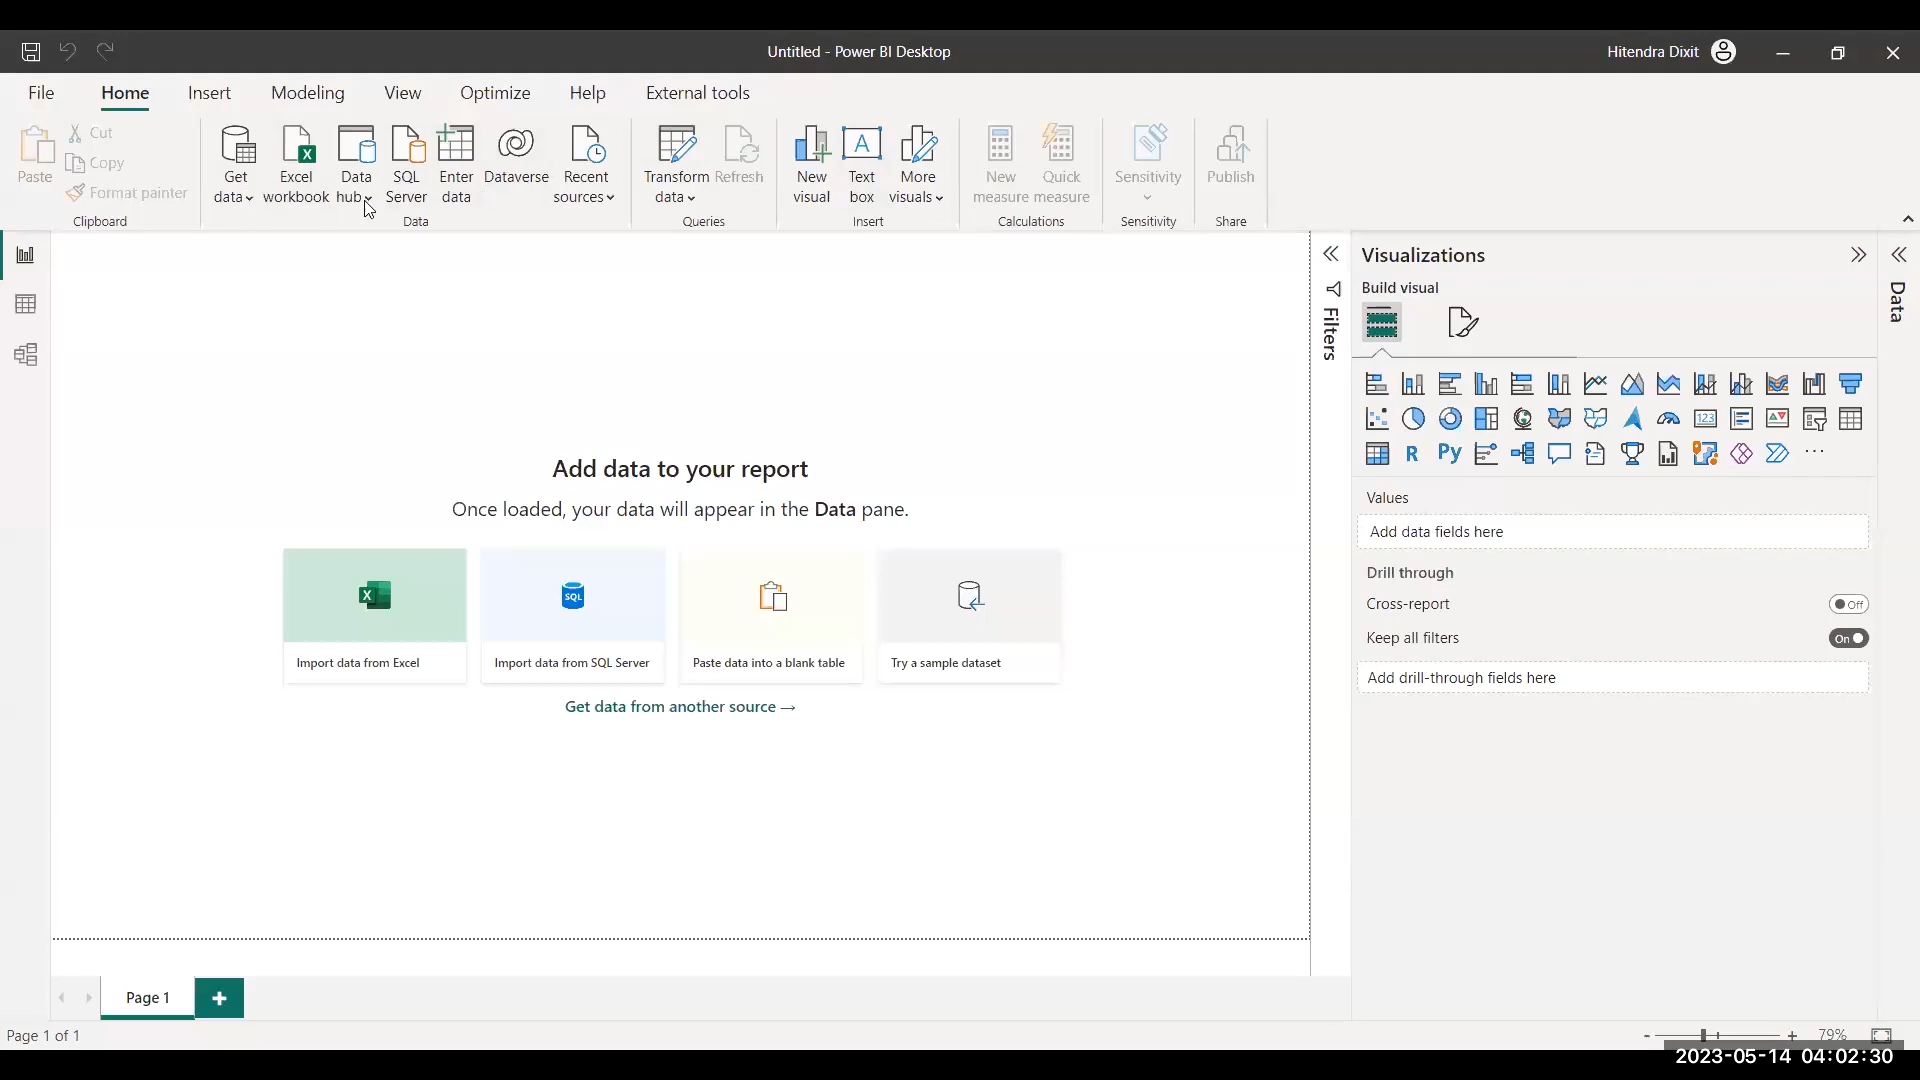 Untitled - Power BI Desktop
Hitendra Dixit
File Home Insert Modeling View Optimize Help External tools
Paste
Cut
Copy
Format painter
Clipboard
Get data
Excel workbook
Data hub
SQL Server
Enter data
Dataverse
Recent sources
Data
Transform data
Refresh
Queries
New visual
Text box
More visuals
Insert
New measure
Quick measure
Calculations
Sensitivity
Sensitivity
Publish
Share
Add data to your report
Once loaded, your data will appear in the Data pane.
X
SQL
Import data from Excel
Import data from SQL Server
Paste data into a blank table
Try a sample dataset
Get data from another source →
Filters
Visualizations
Build visual
123
R
Py
Values
Add data fields here
Drill through
Cross-report
Off
Keep all filters
On
Add drill-through fields here
Data
Page 1
Page 1 of 1
79%
2023-05-14 04:02:30